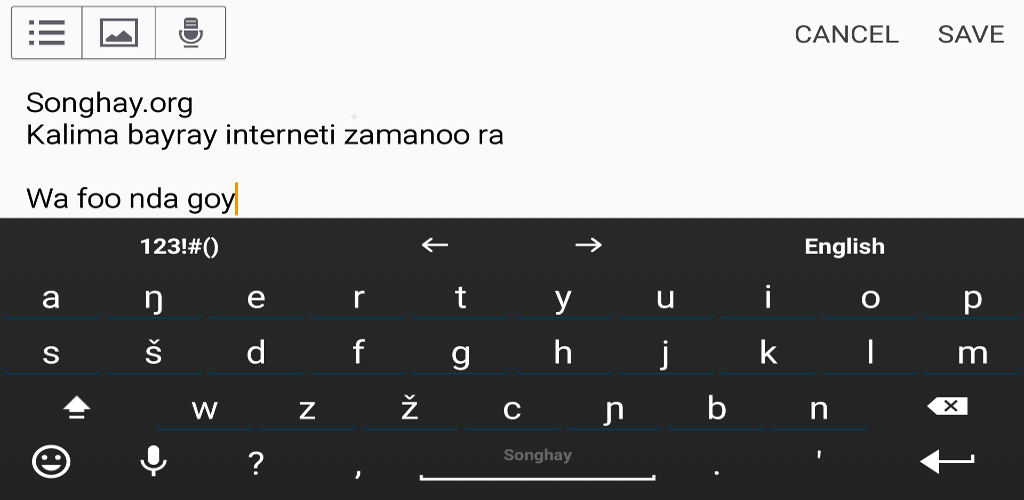 CANCEL SAVE
Songhay.org
Kalima bayray interneti zamanoo ra
Wa foo nda goy
123!#() ← → English
a ŋ e r t y u i o p
s š d f g h j k l m
w z ž c ɲ b n
? , Songhay . '